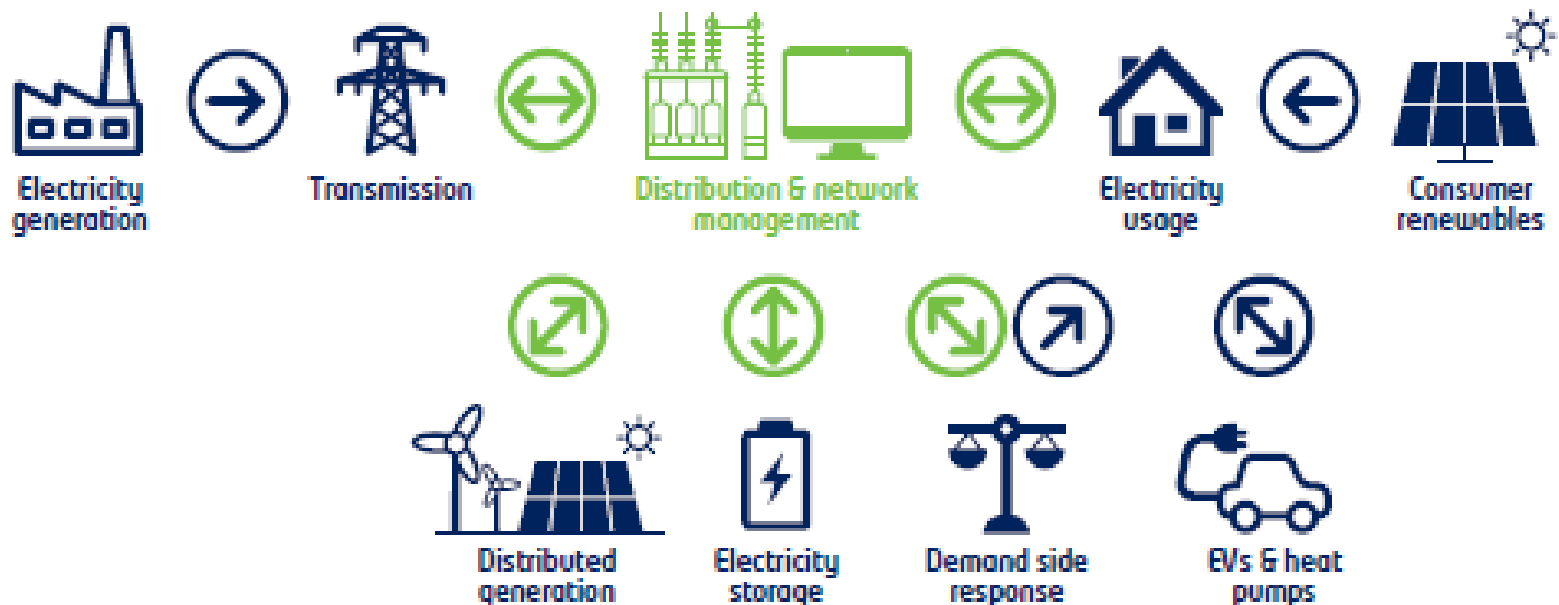 Electricity
generation
Transmission
Distribution & network
management
Electricity
usage
Consumer
renewables
Distributed
generation
Electricity
storage
Demand side
response
EVs & heat
pumps